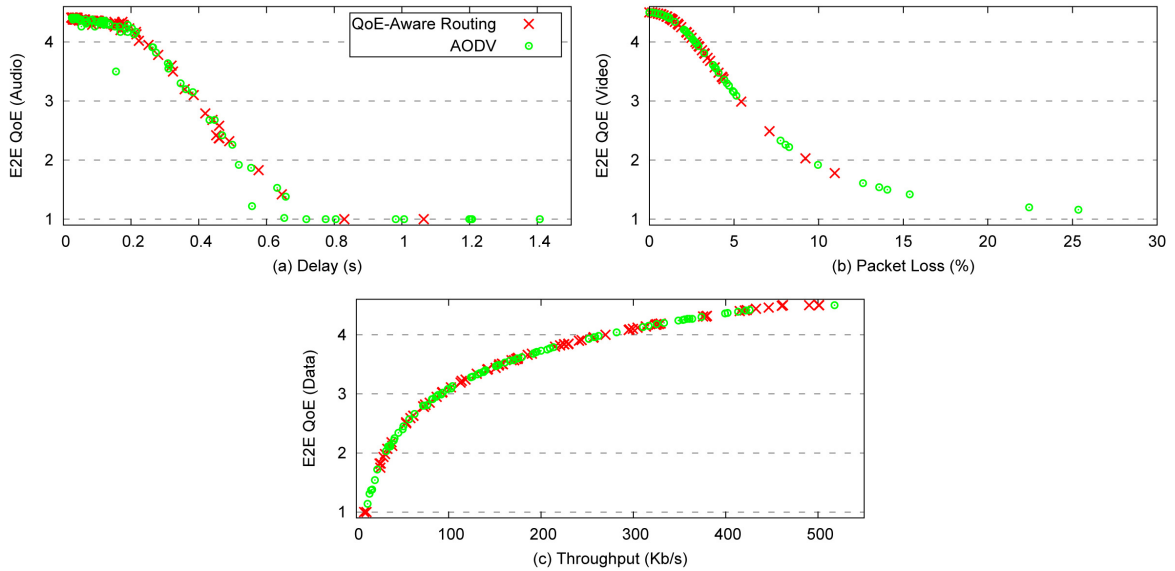 QoE-Aware Routing
AODV
E2E QoE (Audio)
4
3
2
1
0 0.2 0.4 0.6 0.8 1 1.2 1.4
(a) Delay (s)
E2E QoE (Video)
4
3
2
1
0 5 10 15 20 25 30
(b) Packet Loss (%)
E2E QoE (Data)
4
3
2
1
0 100 200 300 400 500
(c) Throughput (Kb/s)